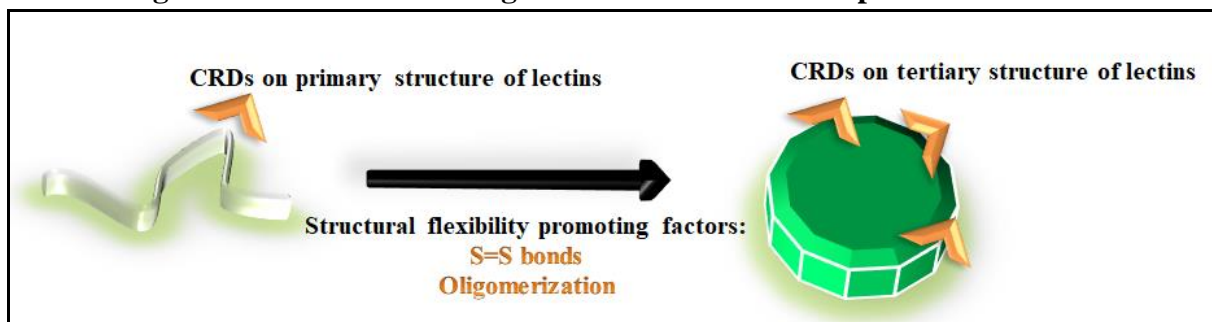 CRDs on primary structure of lectins
CRDs on tertiary structure of lectins
Structural flexibility promoting factors:
S=S bonds
Oligomerization